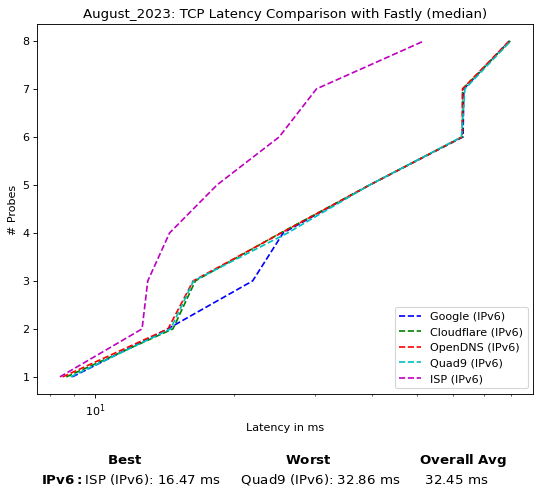 August_2023: TCP Latency Comparison with Fastly (median)
8
7
6
5
4
3
2
1
# Probes
Google (IPv6)
Cloudflare (IPv6)
OpenDNS (IPv6)
Quad9 (IPv6)
ISP (IPv6)
10¹
Latency in ms
Best Worst Overall Avg
IPv6: ISP (IPv6): 16.47 ms Quad9 (IPv6): 32.86 ms 32.45 ms